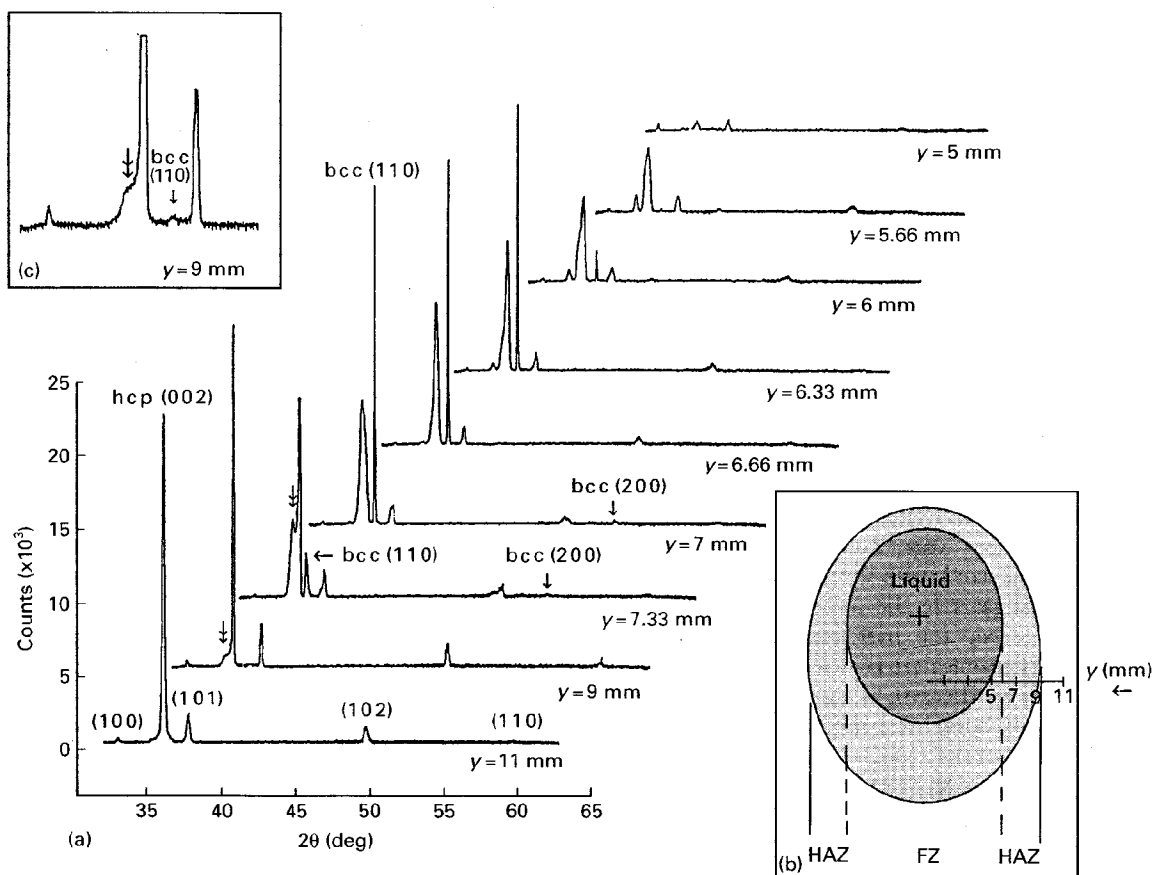 bcc
(110)
(c)
y = 9 mm
y = 5 mm
y = 5.66 mm
y = 6 mm
y = 6.33 mm
y = 6.66 mm
bcc (110)
bcc (200)
y = 7 mm
hcp (002)
← bcc (110)
bcc (200)
y = 7.33 mm
y = 9 mm
(100)
(101)
(102)
(110)
y = 11 mm
Counts (x10³)
25
20
15
10
5
0
35
40
45
50
55
60
65
2θ (deg)
(a)
Liquid
5 7 9 11
y (mm)
←
(b)
HAZ FZ HAZ